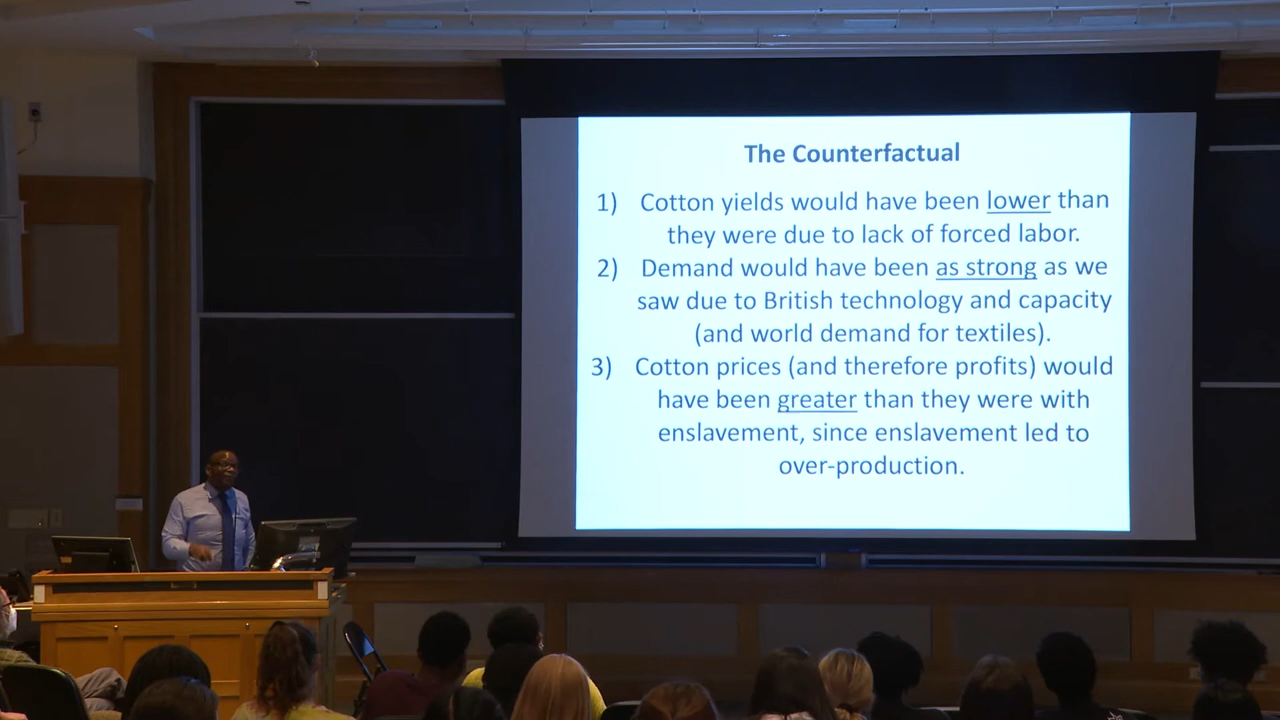 The Counterfactual
1) Cotton yields would have been lower than
they were due to lack of forced labor.
2) Demand would have been as strong as we
saw due to British technology and capacity
(and world demand for textiles).
3) Cotton prices (and therefore profits) would
have been greater than they were with
enslavement, since enslavement led to
over-production.